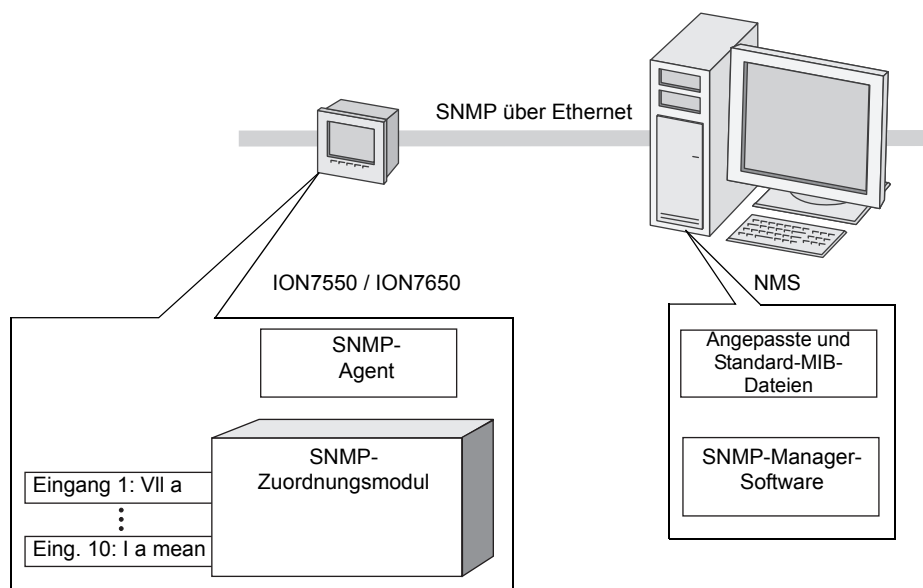 SNMP über Ethernet
ION7550 / ION7650
NMS
SNMP-
Agent
Angepasste und
Standard-MIB-
Dateien
SNMP-
Zuordnungsmodul
SNMP-Manager-
Software
Eingang 1: Vll a
Eing. 10: I a mean